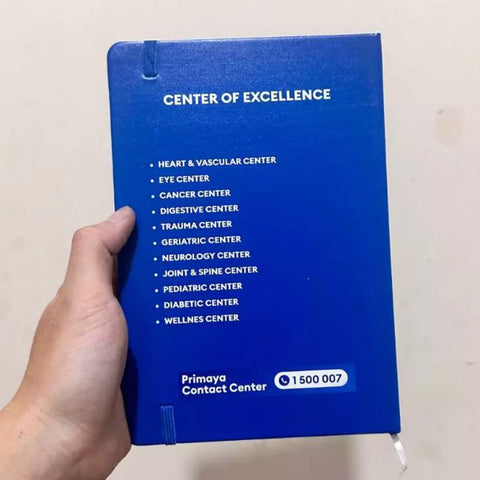 CENTER OF EXCELLENCE
• HEART & VASCULAR CENTER
• EYE CENTER
• CANCER CENTER
• DIGESTIVE CENTER
• TRAUMA CENTER
• GERIATRIC CENTER
• NEUROLOGY CENTER
• JOINT & SPINE CENTER
• PEDIATRIC CENTER
• DIABETIC CENTER
• WELLNES CENTER
Primaya
Contact Center 1 500 007